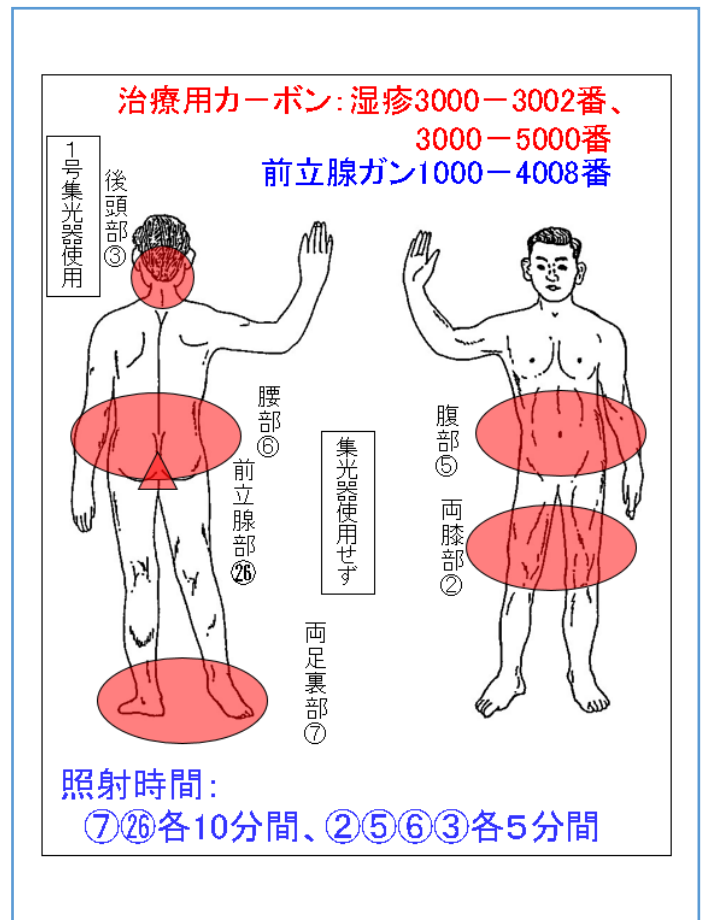 治療用カーボン：湿疹3000－3002番、
3000－5000番
前立腺ガン1000－4008番
１号集光器使用
後頭部③
腰部⑥
前立腺部㉖
集光器使用せず
腹部⑤
両膝部②
両足裏部⑦
照射時間：
⑦㉖各10分間、②⑤⑥③各５分間